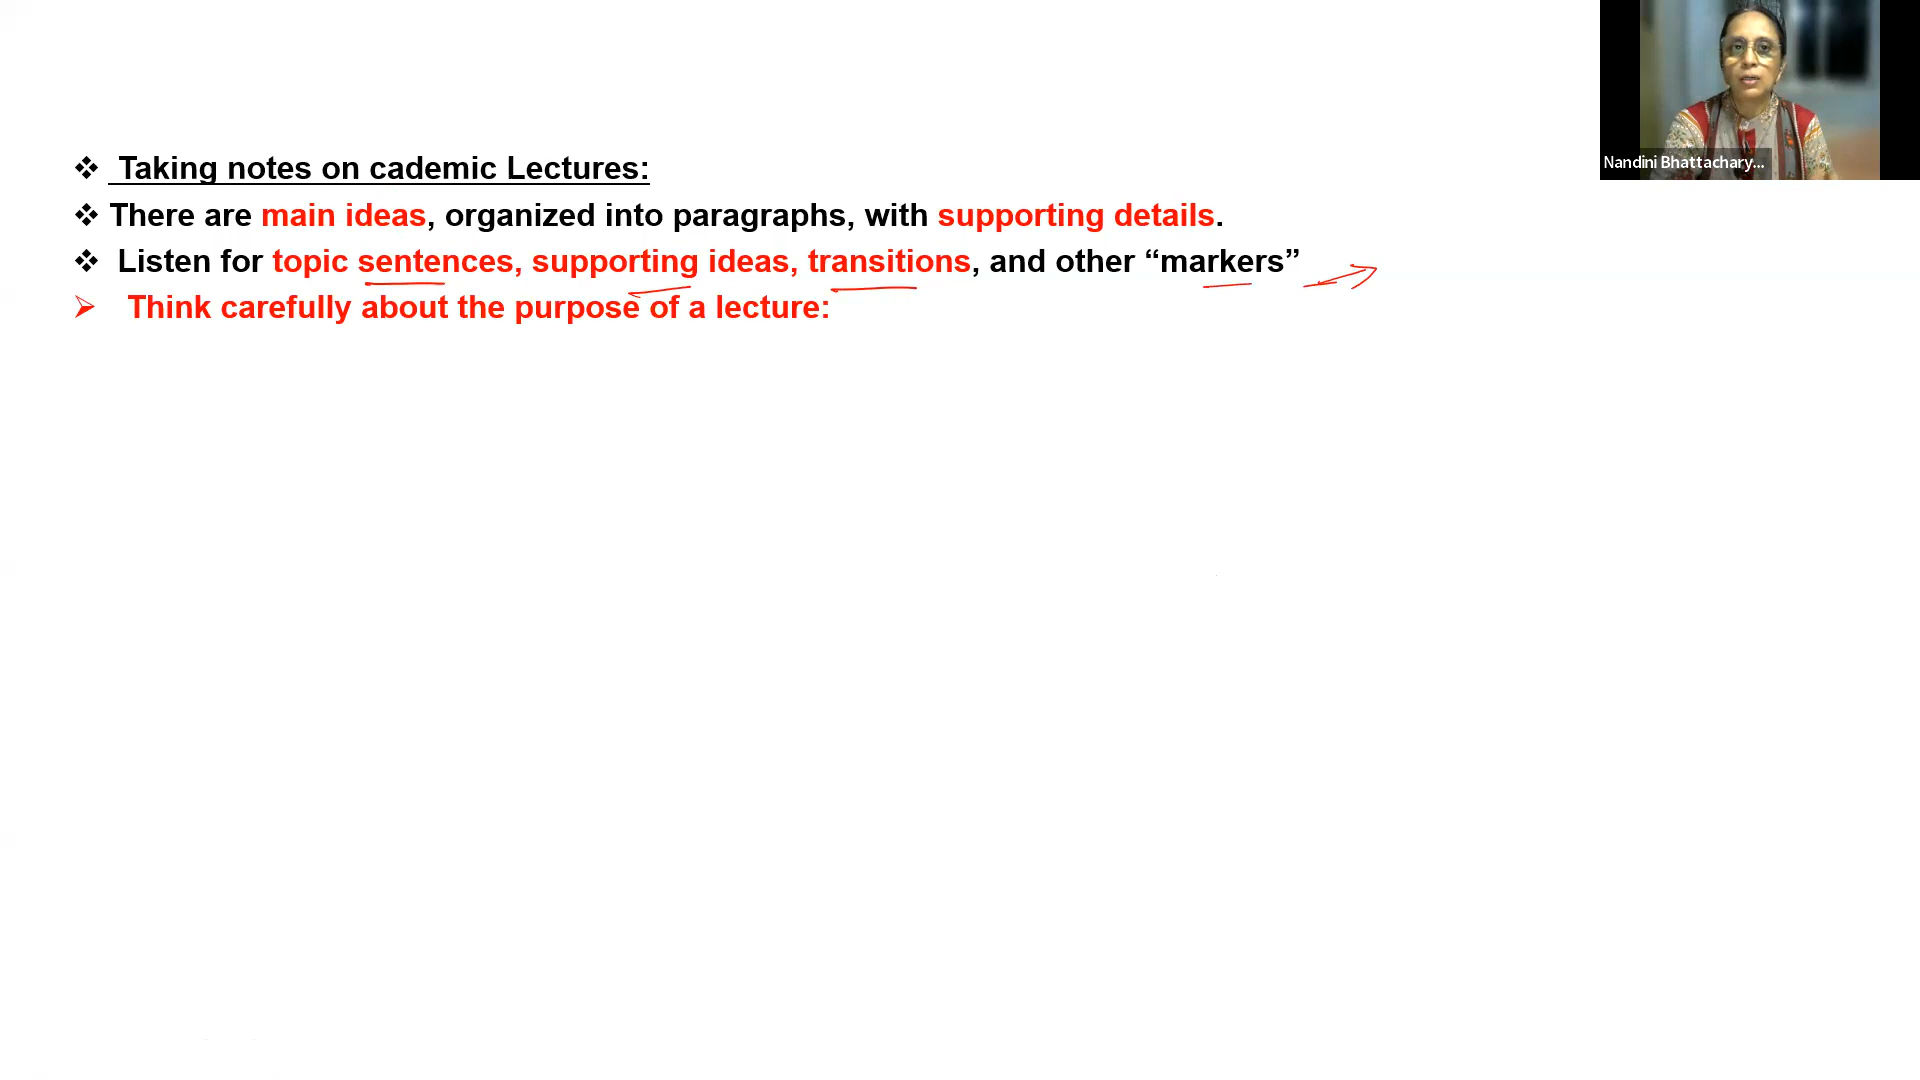 Taking notes on cademic Lectures:
There are main ideas, organized into paragraphs, with supporting details.
Listen for topic sentences, supporting ideas, transitions, and other “markers”
Think carefully about the purpose of a lecture:
Nandini Bhattachary...